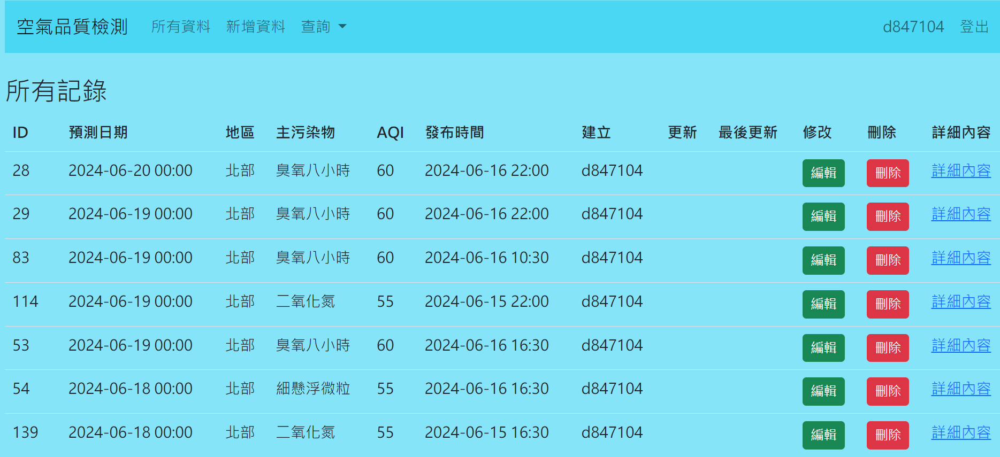 空氣品質檢測 所有資料 新增資料 查詢 d847104 登出
所有記錄
ID 預測日期 地區 主污染物 AQI 發布時間 建立 更新 最後更新 修改 刪除 詳細內容
28 2024-06-20 00:00 北部 臭氧八小時 60 2024-06-16 22:00 d847104 編輯 刪除 詳細內容
29 2024-06-19 00:00 北部 臭氧八小時 60 2024-06-16 22:00 d847104 編輯 刪除 詳細內容
83 2024-06-19 00:00 北部 臭氧八小時 60 2024-06-16 10:30 d847104 編輯 刪除 詳細內容
114 2024-06-19 00:00 北部 二氧化氮 55 2024-06-15 22:00 d847104 編輯 刪除 詳細內容
53 2024-06-19 00:00 北部 臭氧八小時 60 2024-06-16 16:30 d847104 編輯 刪除 詳細內容
54 2024-06-18 00:00 北部 細懸浮微粒 55 2024-06-16 16:30 d847104 編輯 刪除 詳細內容
139 2024-06-18 00:00 北部 二氧化氮 55 2024-06-15 16:30 d847104 編輯 刪除 詳細內容